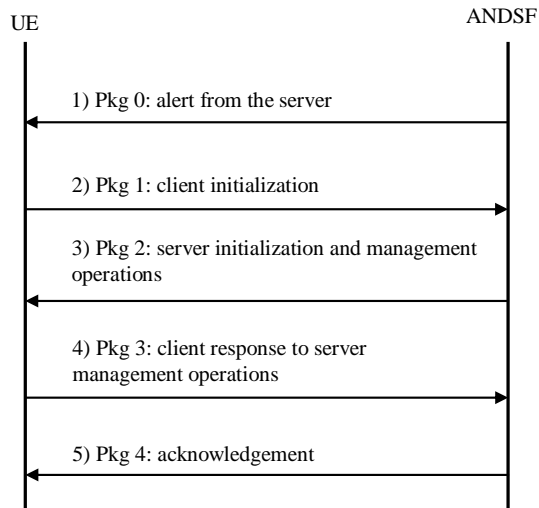 UE
ANDSF
1) Pkg 0: alert from the server
2) Pkg 1: client initialization
3) Pkg 2: server initialization and management
operations
4) Pkg 3: client response to server
management operations
5) Pkg 4: acknowledgement